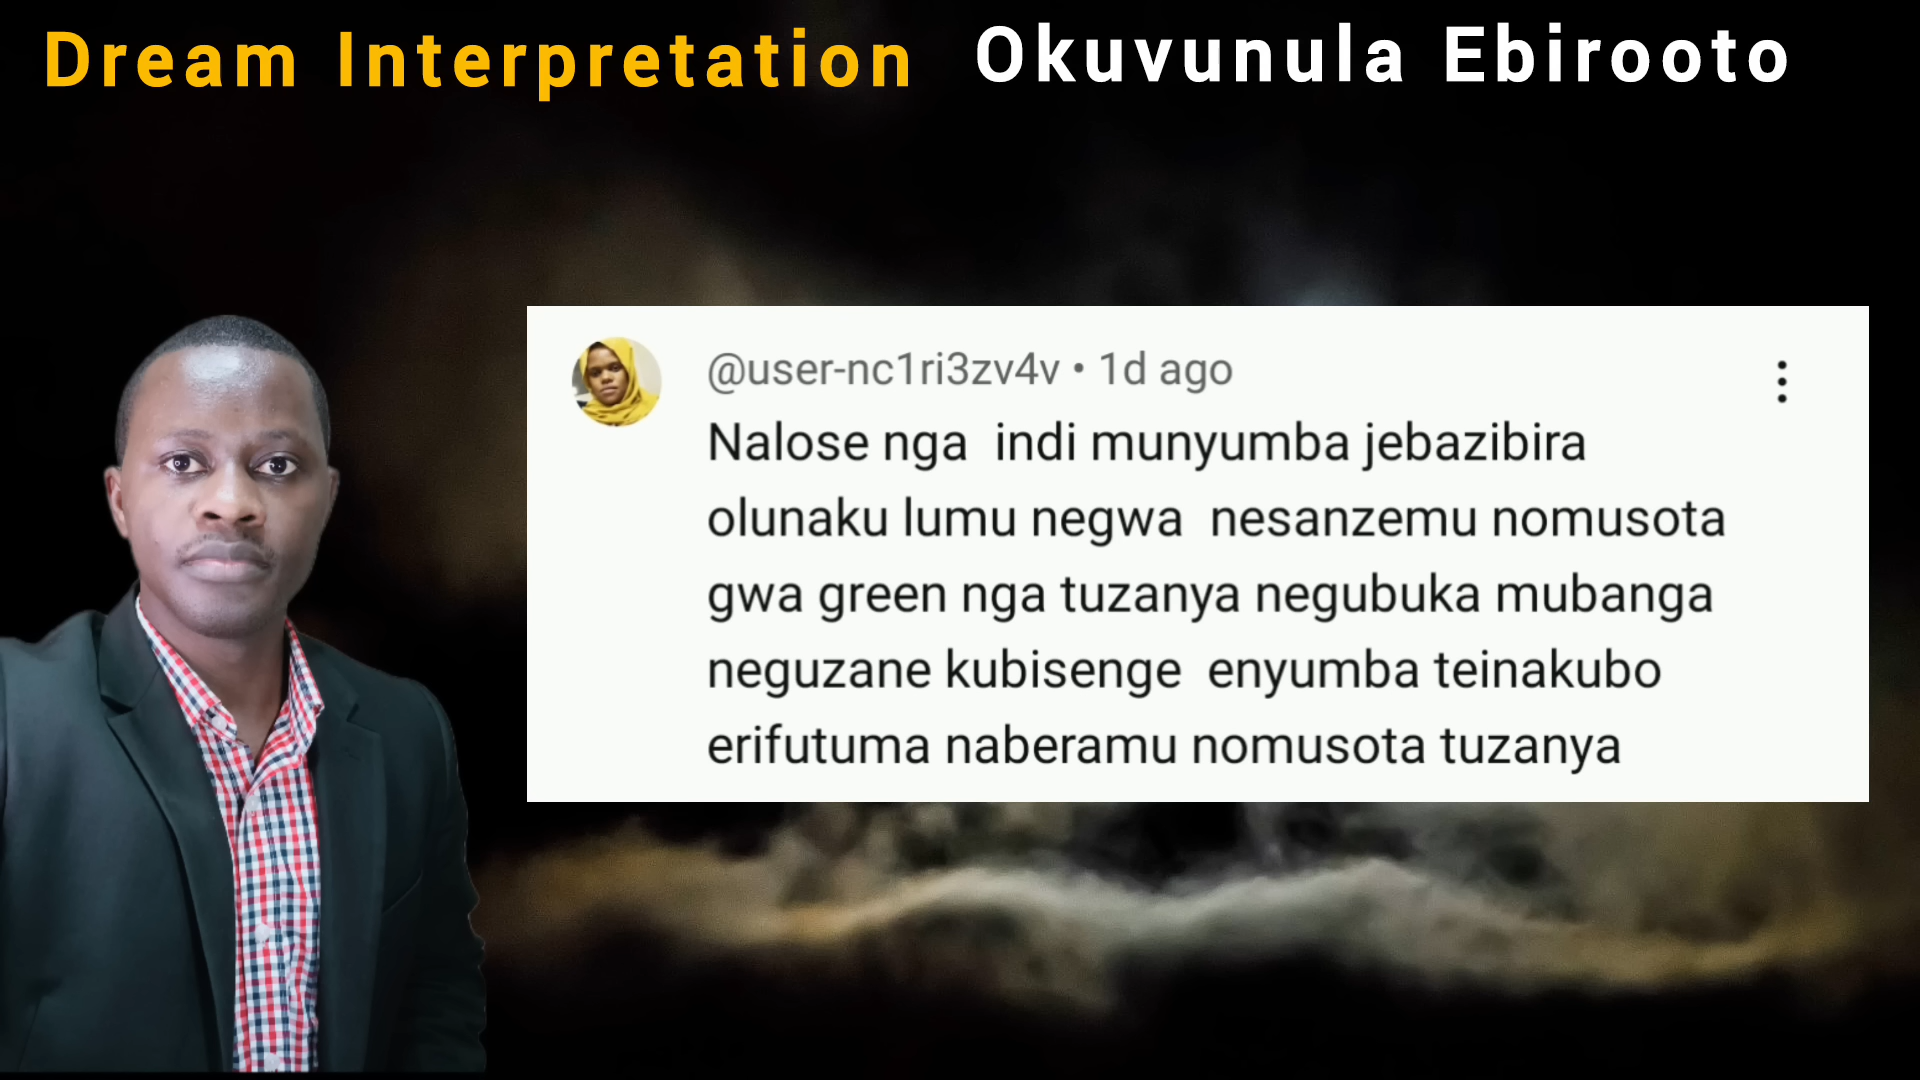 Dream Interpretation Okuvunula Ebirooto
@user-nc1ri3zv4v • 1d ago
Nalose nga indi munyumba jebazibira
olunaku lumu negwa nesanzemu nomusota
gwa green nga tuzanya negubuka mubanga
neguzane kubisenge enyumba teinakubo
erifutuma naberamu nomusota tuzanya